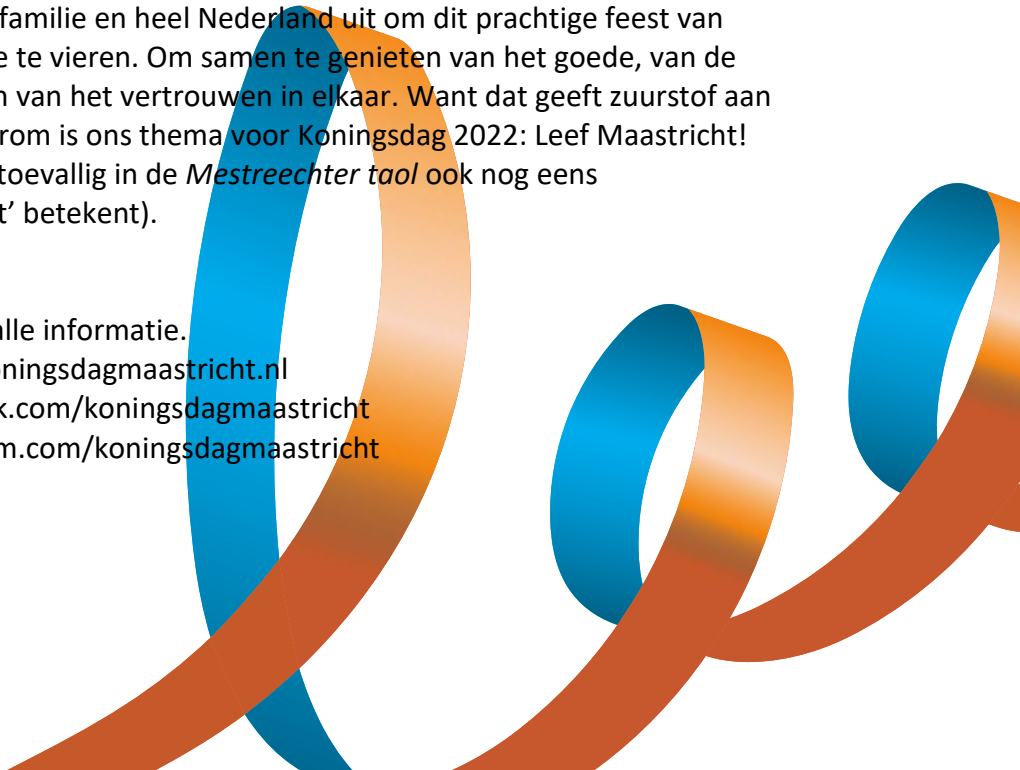 familie en heel Nederland uit om dit prachtige feest van
e te vieren. Om samen te genieten van het goede, van de
n van het vertrouwen in elkaar. Want dat geeft zuurstof aan
rom is ons thema voor Koningsdag 2022: Leef Maastricht!
toevallig in de Mestreechter taol ook nog eens
t’ betekent).
alle informatie.
oningsdagmaastricht.nl
k.com/koningsdagmaastricht
m.com/koningsdagmaastricht